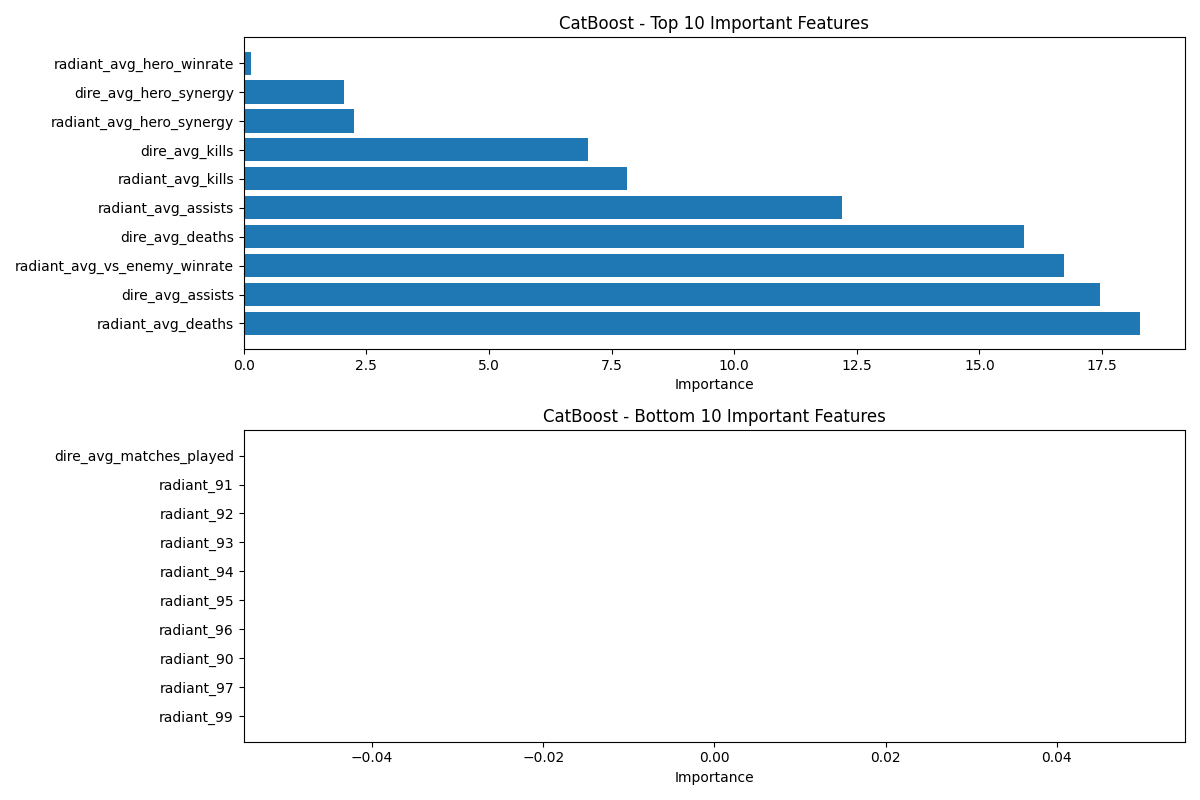 CatBoost - Top 10 Important Features
radiant_avg_hero_winrate
dire_avg_hero_synergy
radiant_avg_hero_synergy
dire_avg_kills
radiant_avg_kills
radiant_avg_assists
dire_avg_deaths
radiant_avg_vs_enemy_winrate
dire_avg_assists
radiant_avg_deaths
0.0 2.5 5.0 7.5 10.0 12.5 15.0 17.5
Importance
CatBoost - Bottom 10 Important Features
dire_avg_matches_played
radiant_91
radiant_92
radiant_93
radiant_94
radiant_95
radiant_96
radiant_90
radiant_97
radiant_99
−0.04 −0.02 0.00 0.02 0.04
Importance